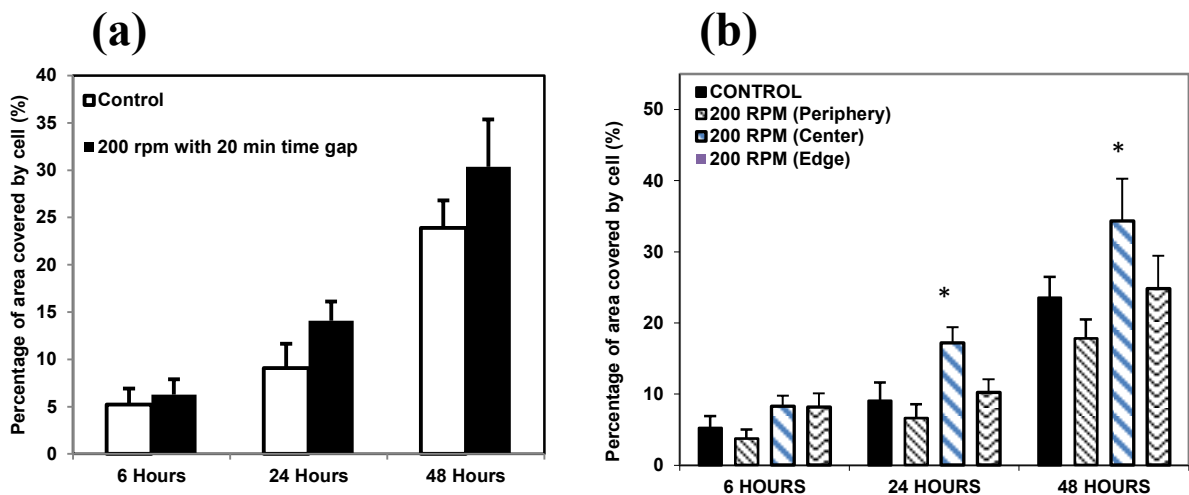 (a)
Percentage of area covered by cell (%)
40
35
30
25
20
15
10
5
0
Control
200 rpm with 20 min time gap
6 Hours
24 Hours
48 Hours
(b)
Percentage of area covered by cell (%)
50
40
30
20
10
0
CONTROL
200 RPM (Periphery)
200 RPM (Center)
200 RPM (Edge)
*
*
6 HOURS
24 HOURS
48 HOURS